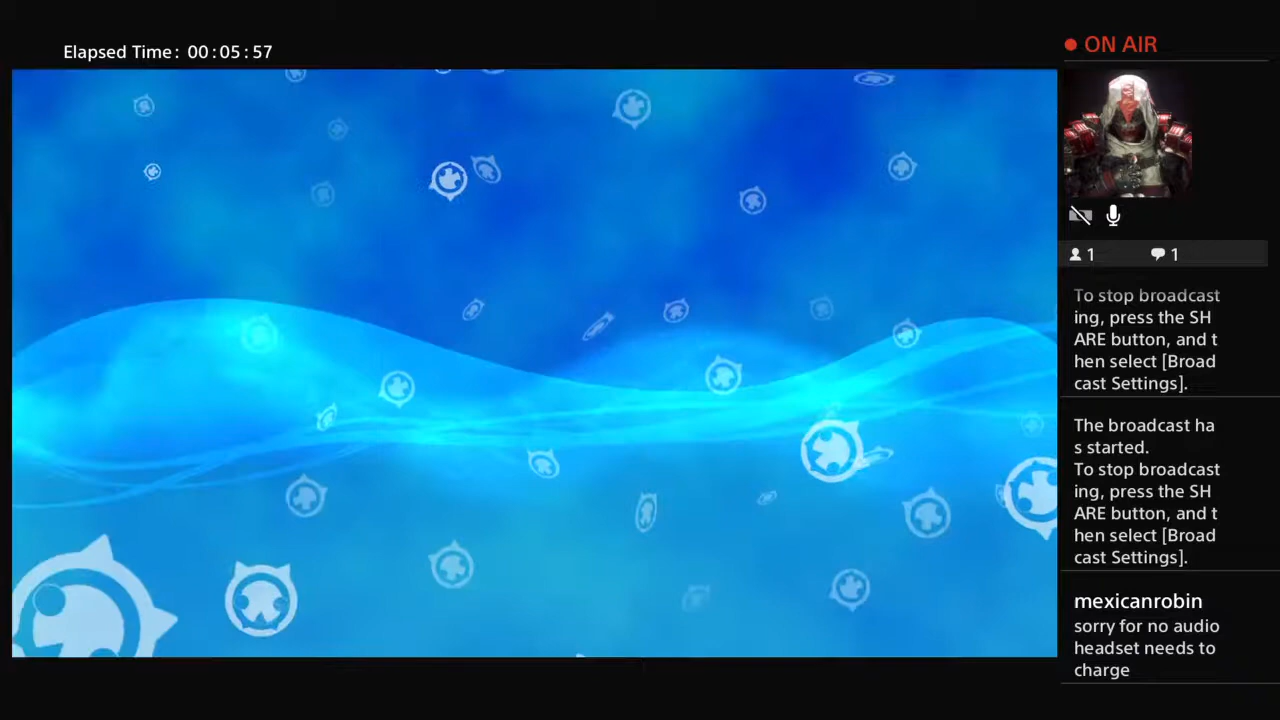 Elapsed Time: 00:05:57
ON AIR
1
1
To stop broadcast
ing, press the SH
ARE button, and t
hen select [Broad
cast Settings].
The broadcast ha
s started.
To stop broadcast
ing, press the SH
ARE button, and t
hen select [Broad
cast Settings].
mexicanrobin
sorry for no audio
headset needs to
charge